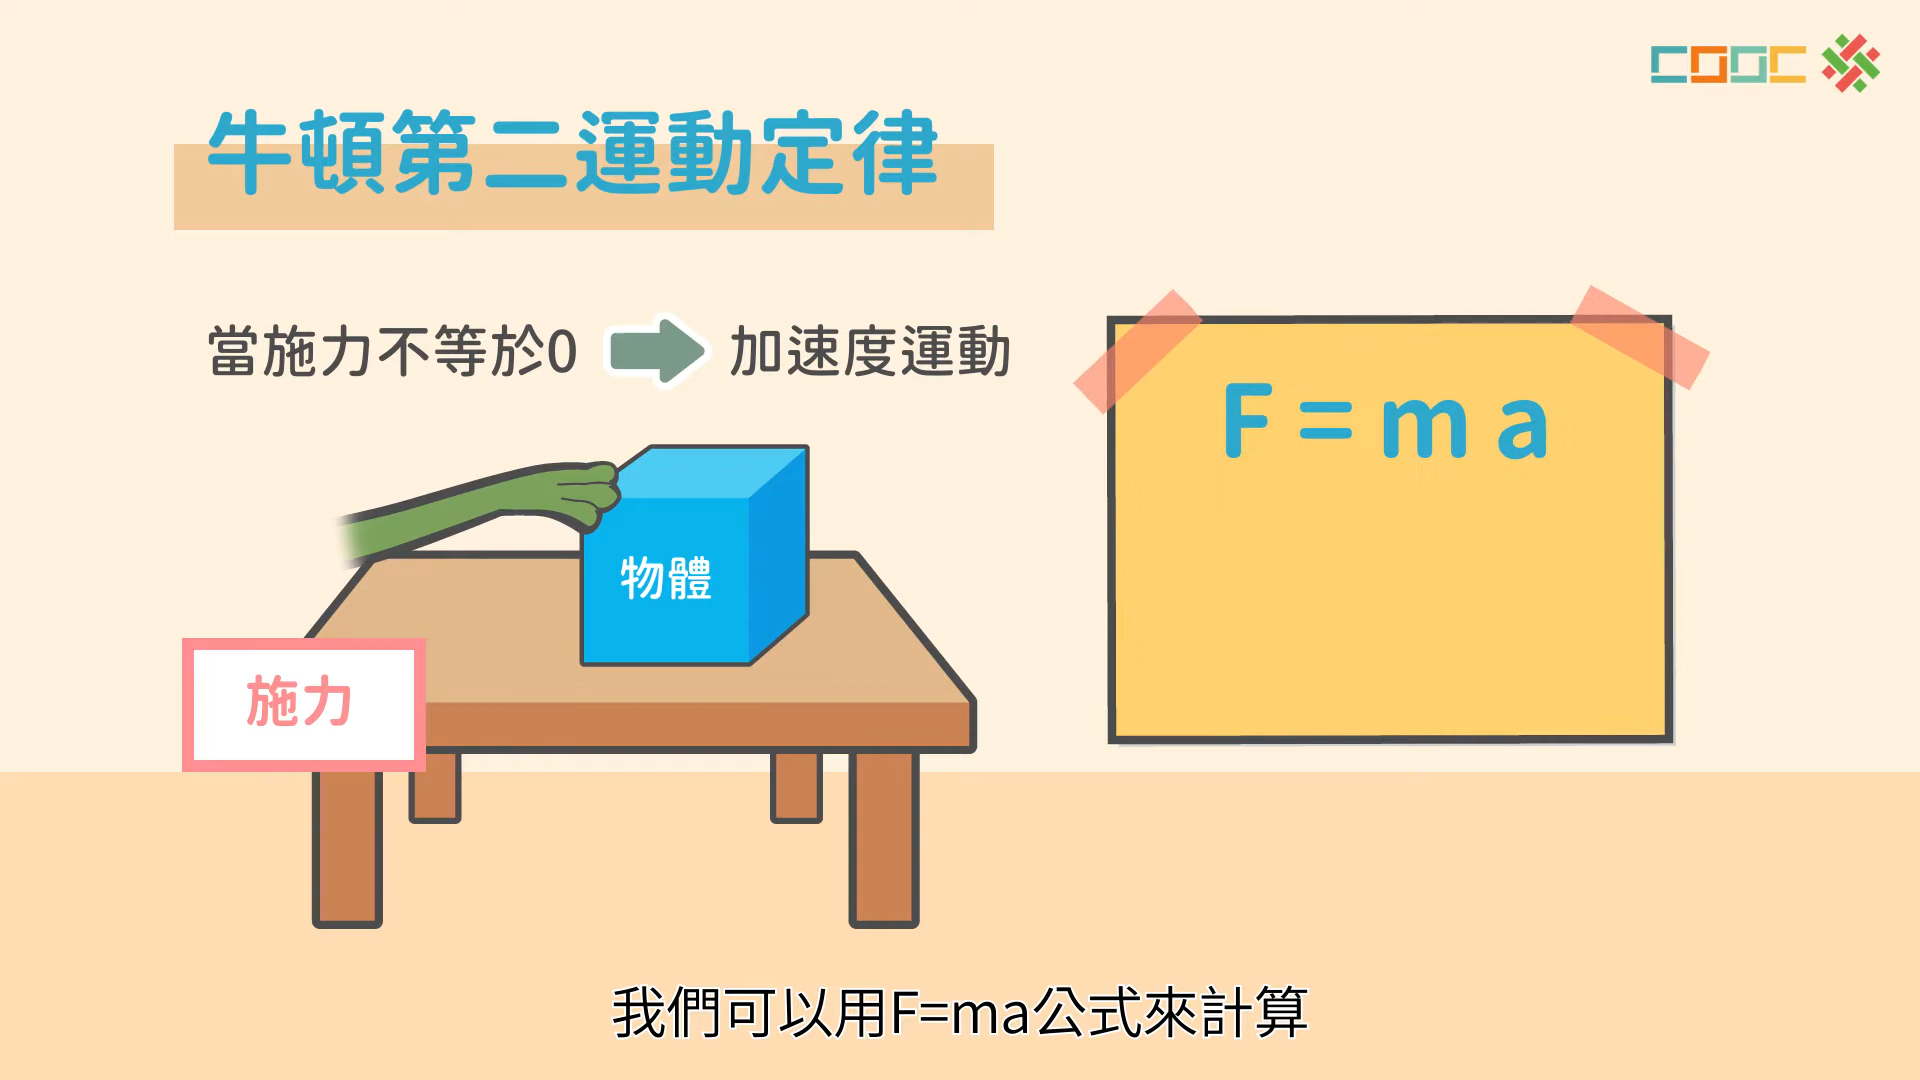 COOC
牛頓第二運動定律
當施力不等於0 加速度運動
F = m a
物體
施力
我們可以用F=ma公式來計算